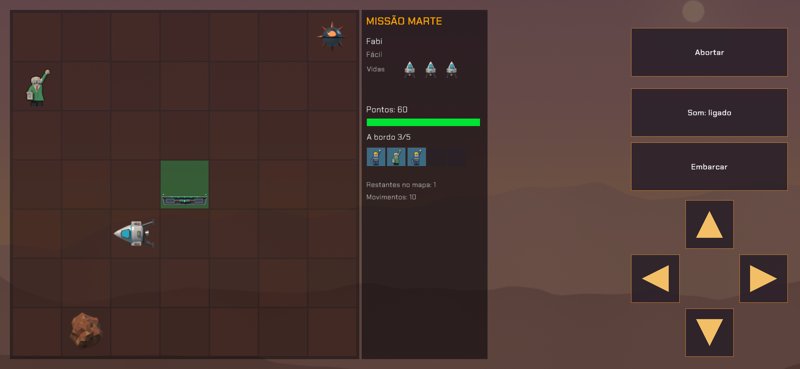 MISSÃO MARTE
Fabi
Fácil
Vidas
Pontos: 60
A bordo 3/5
Restantes no mapa: 1
Movimentos: 10
Abortar
Som: ligado
Embarcar